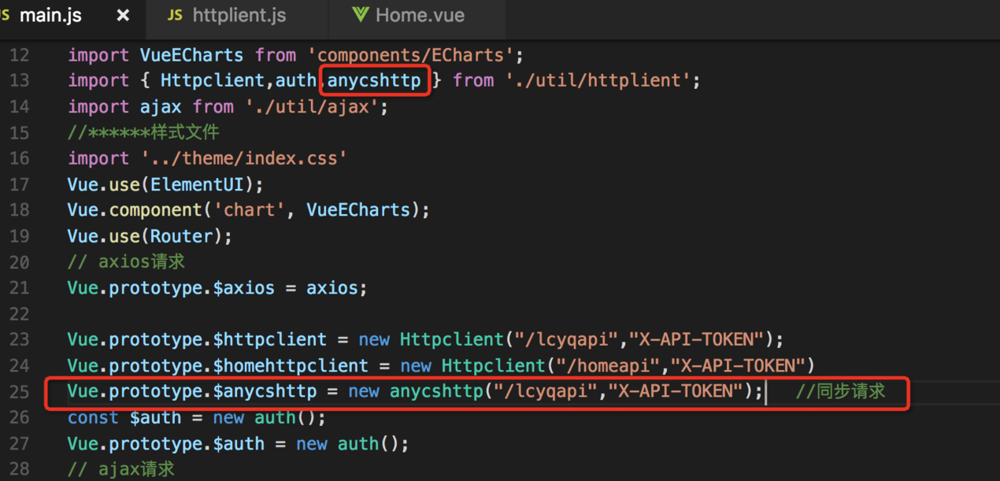 JS main.js × JS httplient.js Home.vue
12 import VueECharts from 'components/ECharts';
13 import { Httpclient,auth,anycshttp } from './util/httplient';
14 import ajax from './util/ajax';
15 //******样式文件
16 import '../theme/index.css'
17 Vue.use(ElementUI);
18 Vue.component('chart', VueECharts);
19 Vue.use(Router);
20 // axios请求
21 Vue.prototype.$axios = axios;
22
23 Vue.prototype.$httpclient = new Httpclient("/lcyqapi","X-API-TOKEN");
24 Vue.prototype.$homehttpclient = new Httpclient("/homeapi","X-API-TOKEN")
25 Vue.prototype.$anycshttp = new anycshttp("/lcyqapi","X-API-TOKEN"); //同步请求
26 const $auth = new auth();
27 Vue.prototype.$auth = new auth();
28 // ajax请求